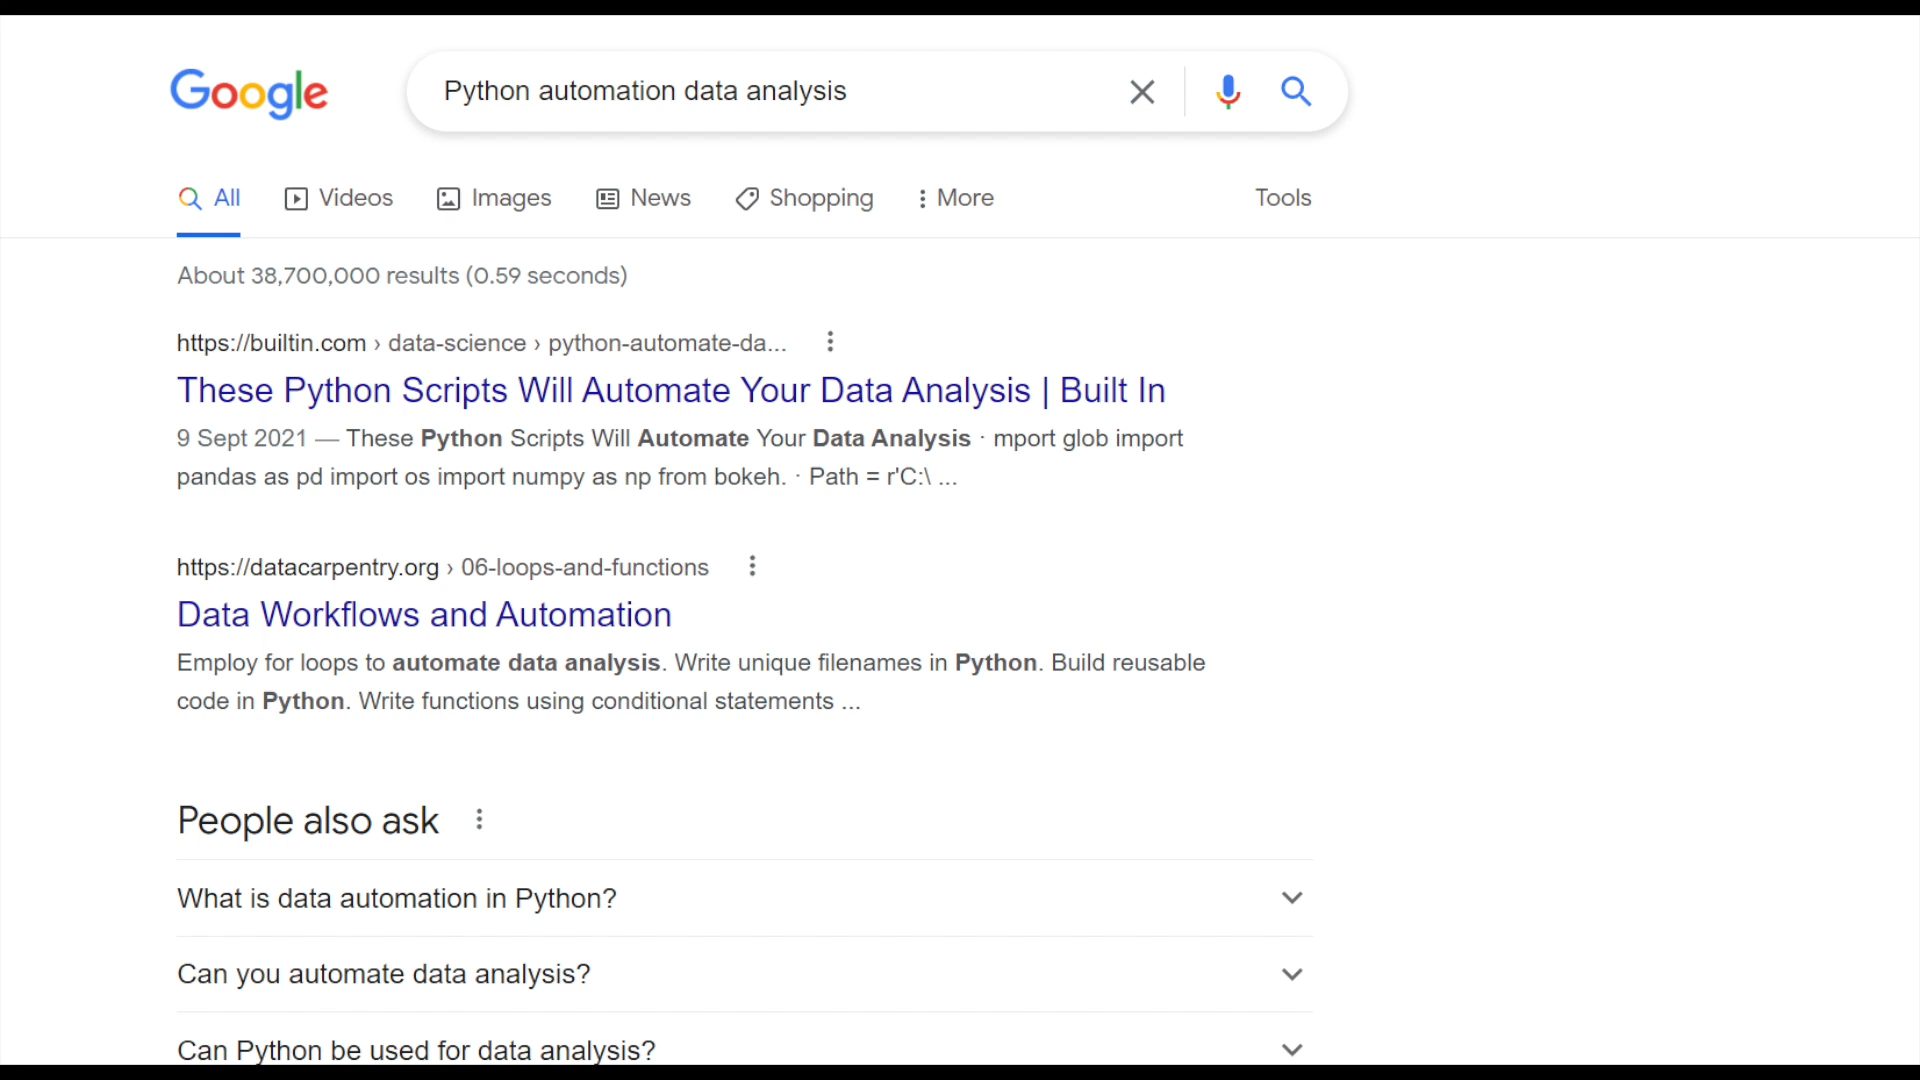 Google
Python automation data analysis
All Videos Images News Shopping More Tools
About 38,700,000 results (0.59 seconds)
https://builtin.com › data-science › python-automate-da...
These Python Scripts Will Automate Your Data Analysis | Built In
9 Sept 2021 — These Python Scripts Will Automate Your Data Analysis · mport glob import
pandas as pd import os import numpy as np from bokeh. · Path = r'C:\ ...
https://datacarpentry.org › 06-loops-and-functions
Data Workflows and Automation
Employ for loops to automate data analysis. Write unique filenames in Python. Build reusable
code in Python. Write functions using conditional statements ...
People also ask
What is data automation in Python?
Can you automate data analysis?
Can Python be used for data analysis?